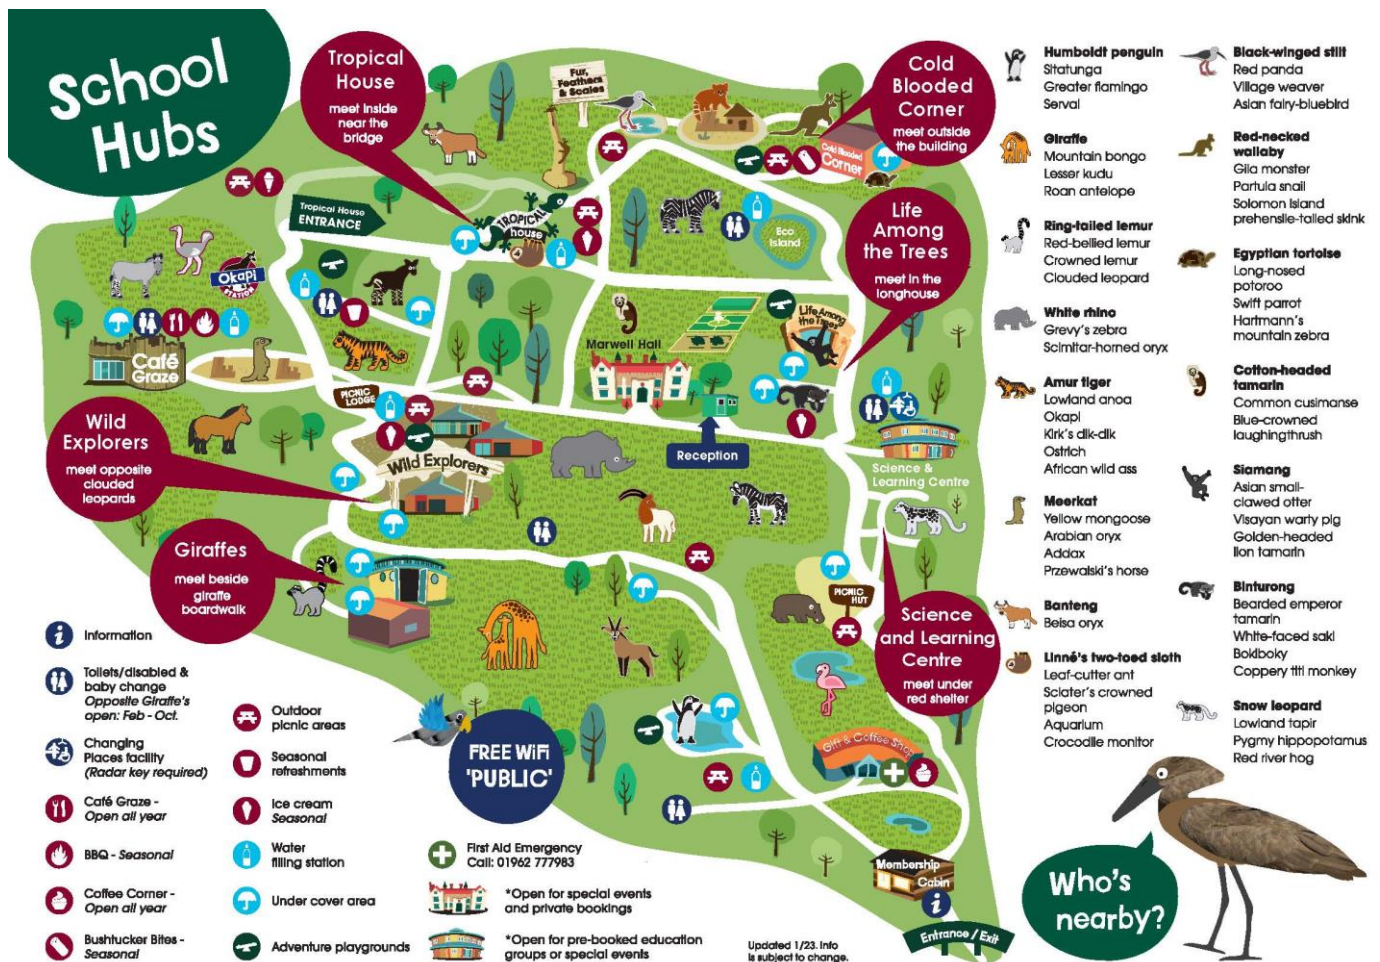 School
Hubs
Tropical
House
meet inside
near the
bridge
Fur,
Feathers
& Scales
Cold
Blooded
Corner
meet outside
the building
Cold Blooded
Corner
Tropical House
ENTRANCE
TROPICAL
house
Eco
Island
Life
Among
the Trees
meet in the
longhouse
Okapi
STATION
Café
Graze
Marwell Hall
Life Among
the Trees
PICNIC
LODGE
Reception
Wild
Explorers
meet opposite
clouded
leopards
Wild Explorers
Science &
Learning Centre
Giraffes
meet beside
giraffe
boardwalk
PICNIC
HUT
Science
and Learning
Centre
meet under
red shelter
Gift & Coffee Shop
FREE WiFi
'PUBLIC'
Membership
Cabin
Entrance / Exit
Information
Toilets/disabled &
baby change
Opposite Giraffe's
open: Feb - Oct.
Changing
Places facility
(Radar key required)
Café Graze -
Open all year
BBQ - Seasonal
Coffee Corner -
Open all year
Bushtucker Bites -
Seasonal
Outdoor
picnic areas
Seasonal
refreshments
Ice cream
Seasonal
Water
filling station
Under cover area
Adventure playgrounds
First Aid Emergency
Call: 01962 777983
*Open for special events
and private bookings
*Open for pre-booked education
groups or special events
Updated 1/23. Info
is subject to change.
Humboldt penguin
Sitatunga
Greater flamingo
Serval
Giraffe
Mountain bongo
Lesser kudu
Roan antelope
Ring-tailed lemur
Red-bellied lemur
Crowned lemur
Clouded leopard
White rhino
Grevy's zebra
Scimitar-horned oryx
Amur tiger
Lowland anoa
Okapi
Kirk's dik-dik
Ostrich
African wild ass
Meerkat
Yellow mongoose
Arabian oryx
Addax
Przewalski's horse
Banteng
Beisa oryx
Linné's two-toed sloth
Leaf-cutter ant
Sclater's crowned
pigeon
Aquarium
Crocodile monitor
Black-winged stilt
Red panda
Village weaver
Asian fairy-bluebird
Red-necked
wallaby
Gila monster
Partula snail
Solomon Island
prehensile-tailed skink
Egyptian tortoise
Long-nosed
potoroo
Swift parrot
Hartmann's
mountain zebra
Cotton-headed
tamarin
Common cusimanse
Blue-crowned
laughingthrush
Siamang
Asian small-
clawed otter
Visayan warty pig
Golden-headed
lion tamarin
Binturong
Bearded emperor
tamarin
White-faced saki
Bokiboky
Coppery titi monkey
Snow leopard
Lowland tapir
Pygmy hippopotamus
Red river hog
Who's
nearby?